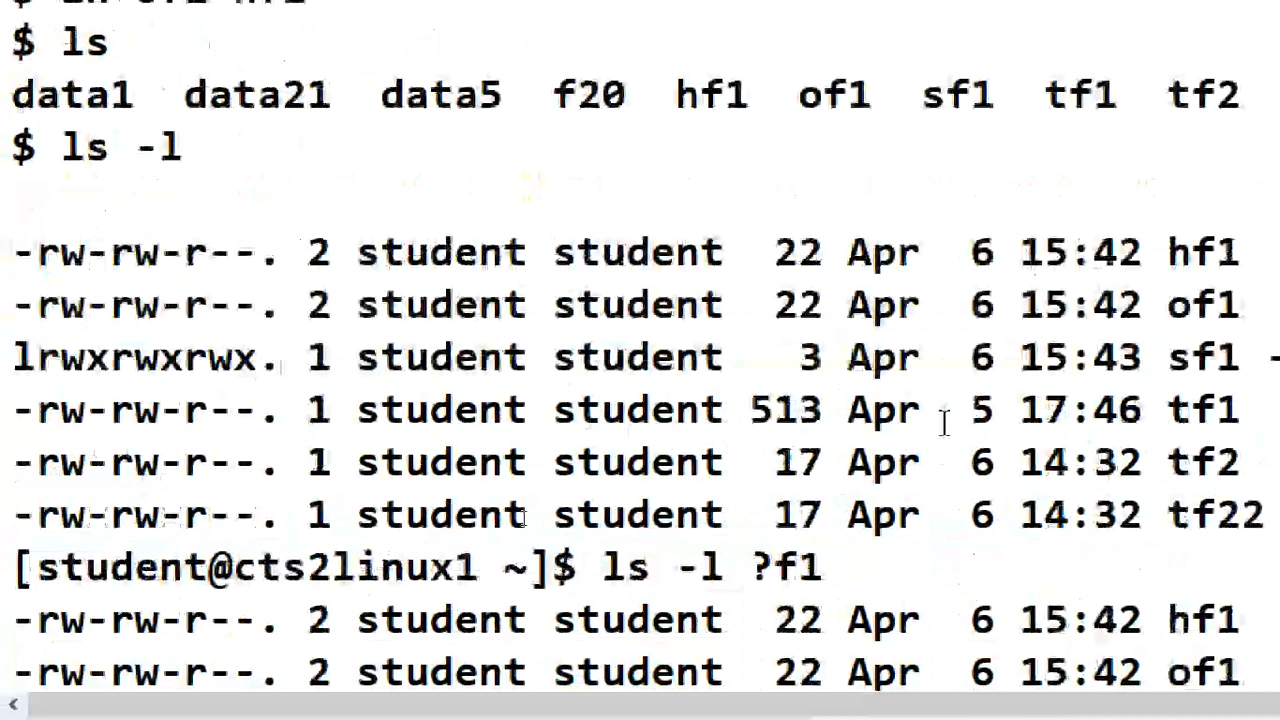 $ ls
data1 data21 data5 f20 hf1 of1 sf1 tf1 tf2
$ ls -l
-rw-rw-r--. 2 student student 22 Apr 6 15:42 hf1
-rw-rw-r--. 2 student student 22 Apr 6 15:42 of1
lrwxrwxrwx. 1 student student 3 Apr 6 15:43 sf1 -
-rw-rw-r--. 1 student student 513 Apr 5 17:46 tf1
-rw-rw-r--. 1 student student 17 Apr 6 14:32 tf2
-rw-rw-r--. 1 student student 17 Apr 6 14:32 tf22
[student@cts2linux1 ~]$ ls -l ?f1
-rw-rw-r--. 2 student student 22 Apr 6 15:42 hf1
-rw-rw-r--. 2 student student 22 Apr 6 15:42 of1